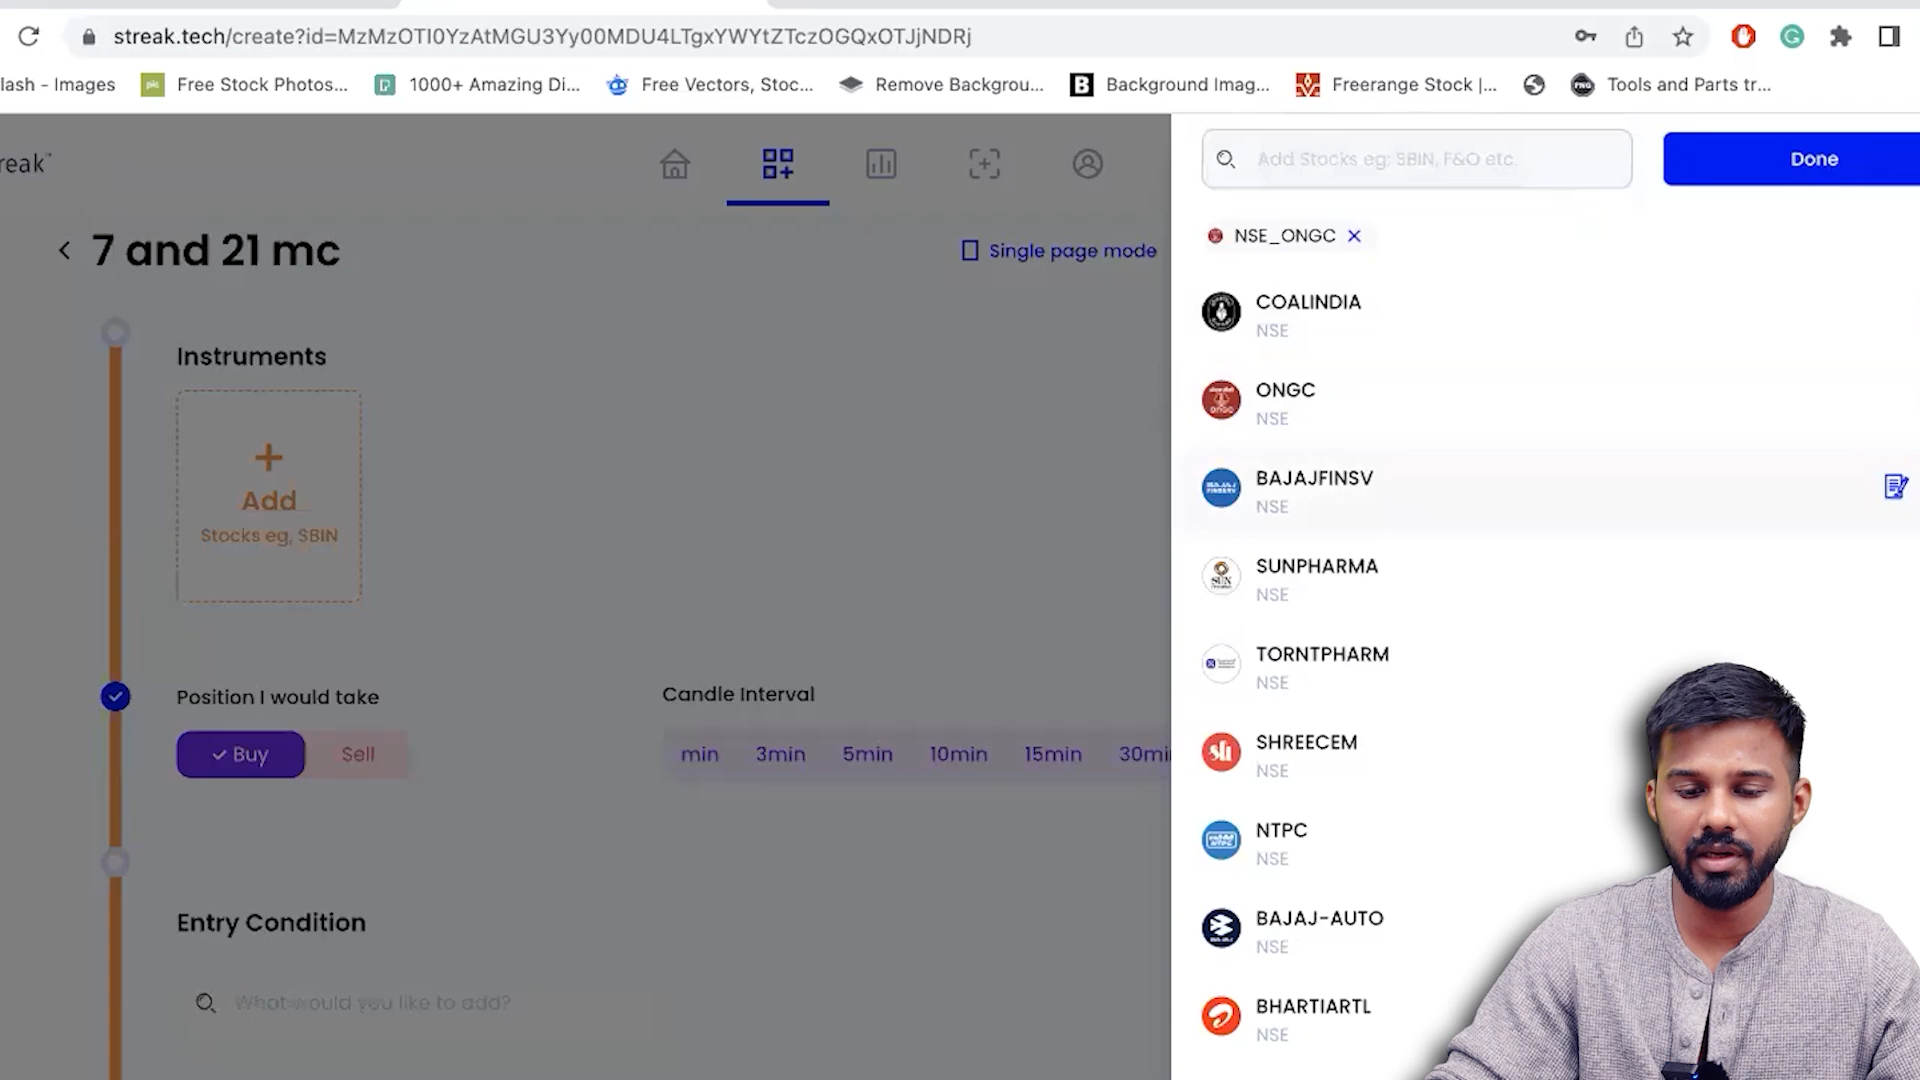 streak.tech/create?id=MzMzOTI0YzAtMGU3Yy00MDU4LTgxYWYtZTczOGQxOTJjNDRj
lash - Images
Free Stock Photos...
1000+ Amazing Di...
Free Vectors, Stoc...
Remove Backgrou...
Background Imag...
Freerange Stock |...
Tools and Parts tr...
reak
Add Stocks eg: SBIN, F&O etc.
Done
7 and 21 mc
Single page mode
NSE_ONGC
COALINDIA
NSE
ONGC
NSE
BAJAJFINSV
NSE
SUNPHARMA
NSE
TORNTPHARM
NSE
SHREECEM
NSE
NTPC
NSE
BAJAJ-AUTO
NSE
BHARTIARTL
NSE
Instruments
+
Add
Stocks eg, SBIN
Position I would take
Buy
Sell
Candle Interval
min 3min 5min 10min 15min 30mi
Entry Condition
What would you like to add?